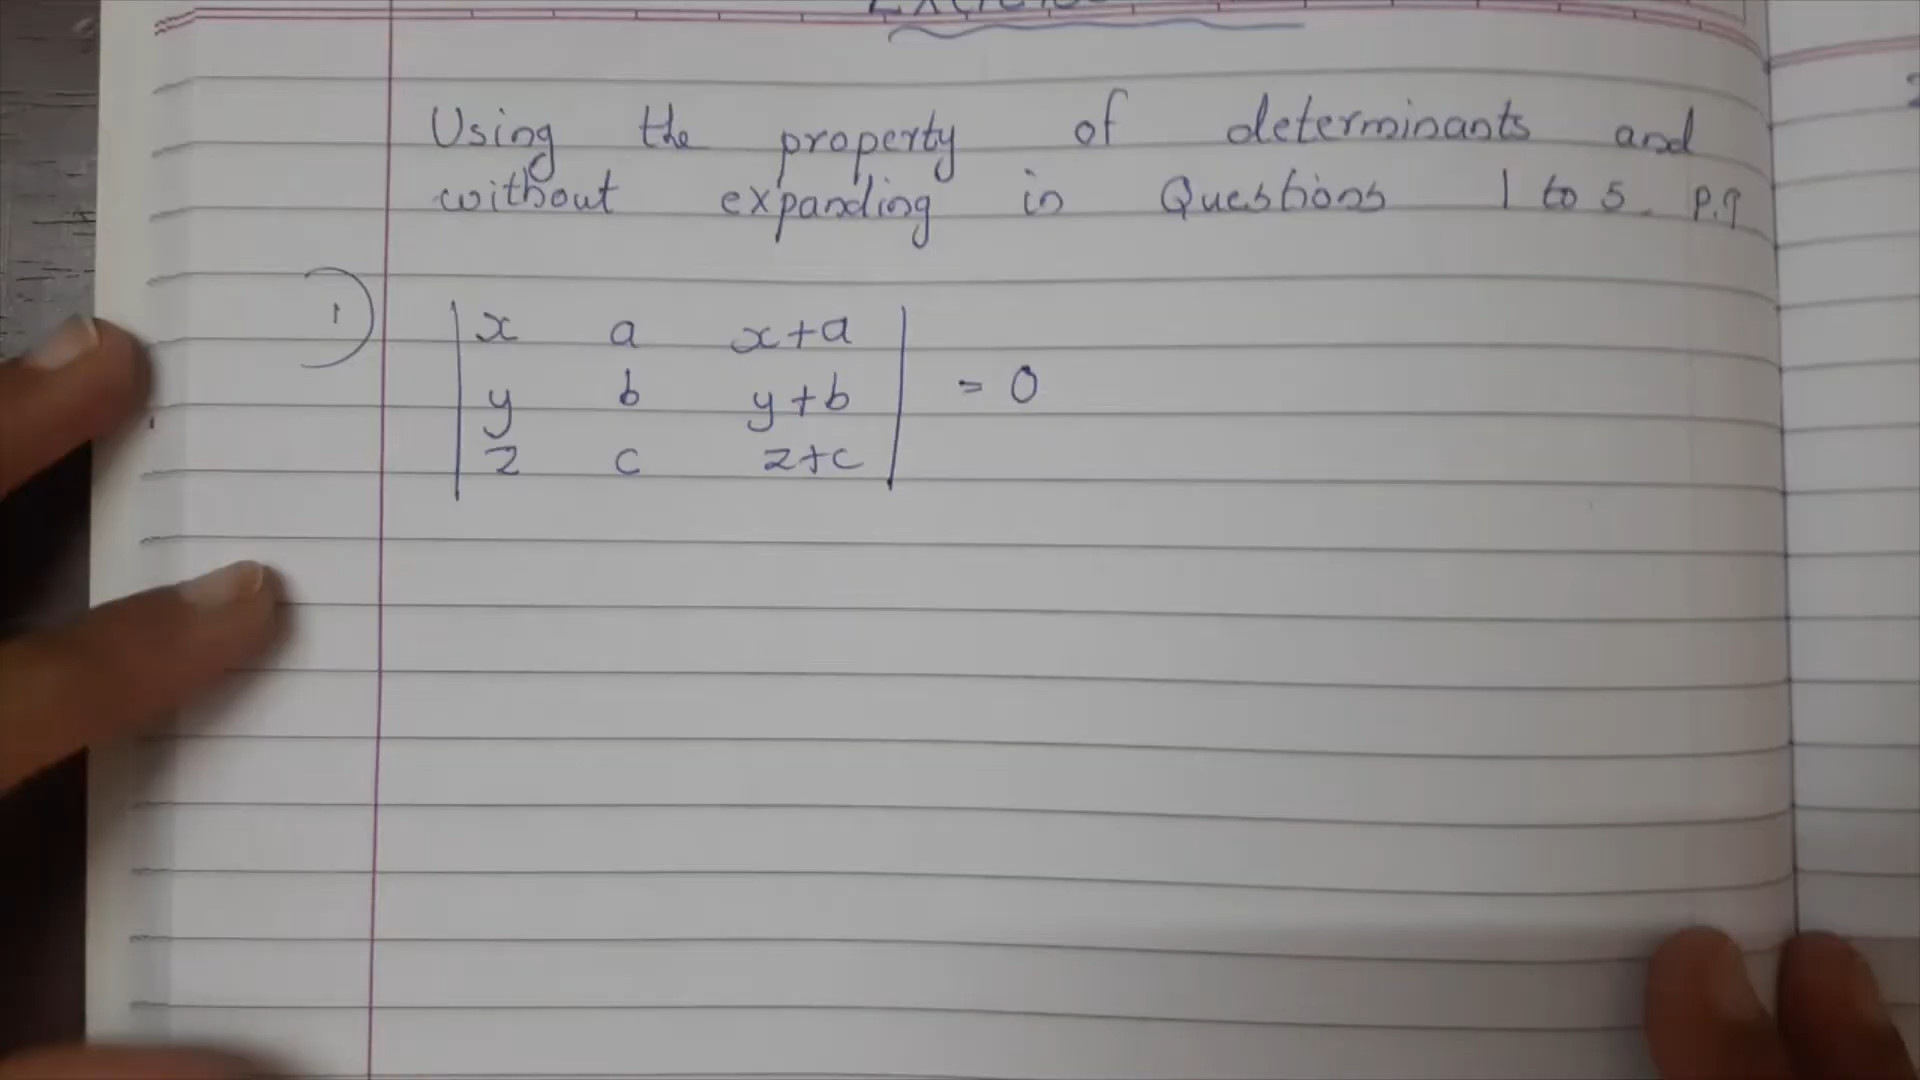 Using the property of determinants and
without expanding in Questions 1 to 5. p.q
1)
| x a x+a |
| y b y+b | = 0
| z c z+c |